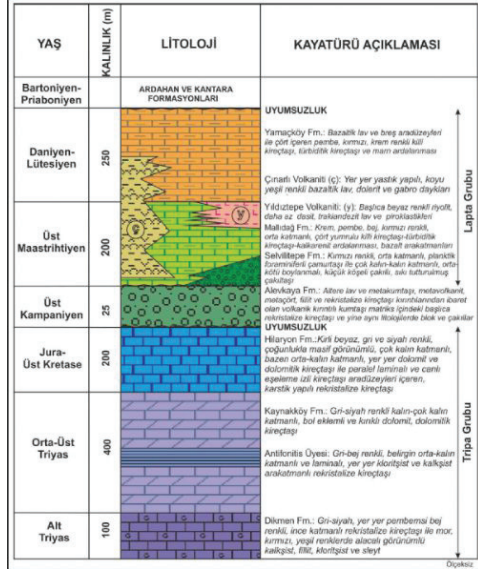 YAŞ
KALINLIK (m)
LİTOLOJİ
KAYATÜRÜ AÇIKLAMASI
Bartoniyen-
Priaboniyen
ARDAHAN VE KANTARA
FORMASYONLARI
UYUMSUZLUK
Daniyen-
Lütesiyen
250
Yamaçköy Fm.: Bazaltik lav ve breş aradüzeyleri
ile çört içeren pembe, kırmızı, krem renkli killi
kireçtaşı, türbiditik kireçtaşı ve marn ardalanması
Çınarlı Volkaniti (ç): Yer yer yastık yapılı, koyu
yeşil renkli bazaltik lav, dolerit ve gabro daykları
Üst
Maastrihtiyen
200
ç
y
Yıldıztepe Volkaniti: (y): Başlıca beyaz renkli riyolit,
daha az dasit, trakiandezit lav ve piroklastikleri
Mallıdağ Fm.: Krem, pembe, bej, kırmızı renkli,
orta katmanlı, çört yumrulu killi kireçtaşı-türbiditik
kireçtaşı-kalkarenit ardalanması, bazalt arakatmanları
Selvilitepe Fm.: Kırmızı renkli, orta katmanlı, planktik
foraminiferli çamurtaşı ile çok kalın-kalın katmanlı, orta-
kötü boylanmalı, küçük köşeli çakıllı, sıkı tutturulmuş
çakıltaşı
Lapta Grubu
Üst
Kampaniyen
25
Alevkaya Fm.: Altere lav ve metakumtaşı, metavolkanit,
metaçört, fillit ve rekristalize kireçtaşı kırıntılarından ibaret
olan volkanik kırıntılı kumtaşı matriks içindeki başlıca
rekristalize kireçtaşı ve yine aynı litolojilerde blok ve çakıllar
UYUMSUZLUK
Jura-
Üst Kretase
200
Hilaryon Fm.:Kirli beyaz, gri ve siyah renkli,
çoğunlukla masif görünümlü, çok kalın katmanlı,
bazen orta-kalın katmanlı, yer yer dolomit ve
dolomitik kireçtaşı ile paralel laminalı ve canlı
eşeleme izli kireçtaşı aradüzeyleri içeren,
karstik yapılı rekristalize kireçtaşı
Orta-Üst
Triyas
400
Kaynakköy Fm.: Gri-siyah renkli kalın-çok kalın
katmanlı, bol eklemli ve kırıklı dolomit, dolomitik
kireçtaşı
Antifonitis Üyesi: Gri-bej renkli, belirgin orta-kalın
katmanlı ve laminalı, yer yer kloritşist ve kalkşist
arakatmanlı rekristalize kireçtaşı
Tripa Grubu
Alt
Triyas
100
Dikmen Fm.: Gri-siyah, yer yer pembemsi bej
renkli, ince katmanlı rekristalize kireçtaşı ile mor,
kırmızı, yeşil renklerde alacalı görünümlü
kalkşist, fillit, kloritşist ve sleyt
Ölçeksiz